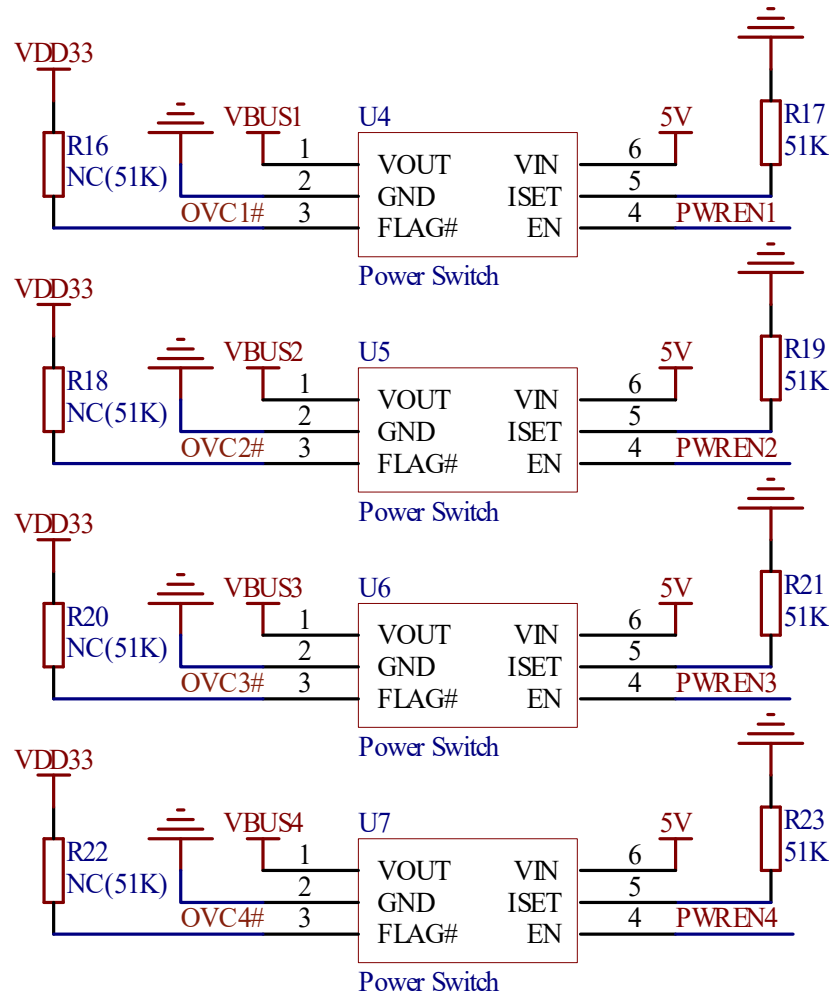 VDD33
R16
NC(51K)
OVC1#
VBUS1
U4
1
2
3
VOUT
GND
FLAG#
VIN
ISET
EN
6
5
4
5V
PWREN1
R17
51K
Power Switch
VDD33
R18
NC(51K)
OVC2#
VBUS2
U5
1
2
3
VOUT
GND
FLAG#
VIN
ISET
EN
6
5
4
5V
PWREN2
R19
51K
Power Switch
VDD33
R20
NC(51K)
OVC3#
VBUS3
U6
1
2
3
VOUT
GND
FLAG#
VIN
ISET
EN
6
5
4
5V
PWREN3
R21
51K
Power Switch
VDD33
R22
NC(51K)
OVC4#
VBUS4
U7
1
2
3
VOUT
GND
FLAG#
VIN
ISET
EN
6
5
4
5V
PWREN4
R23
51K
Power Switch